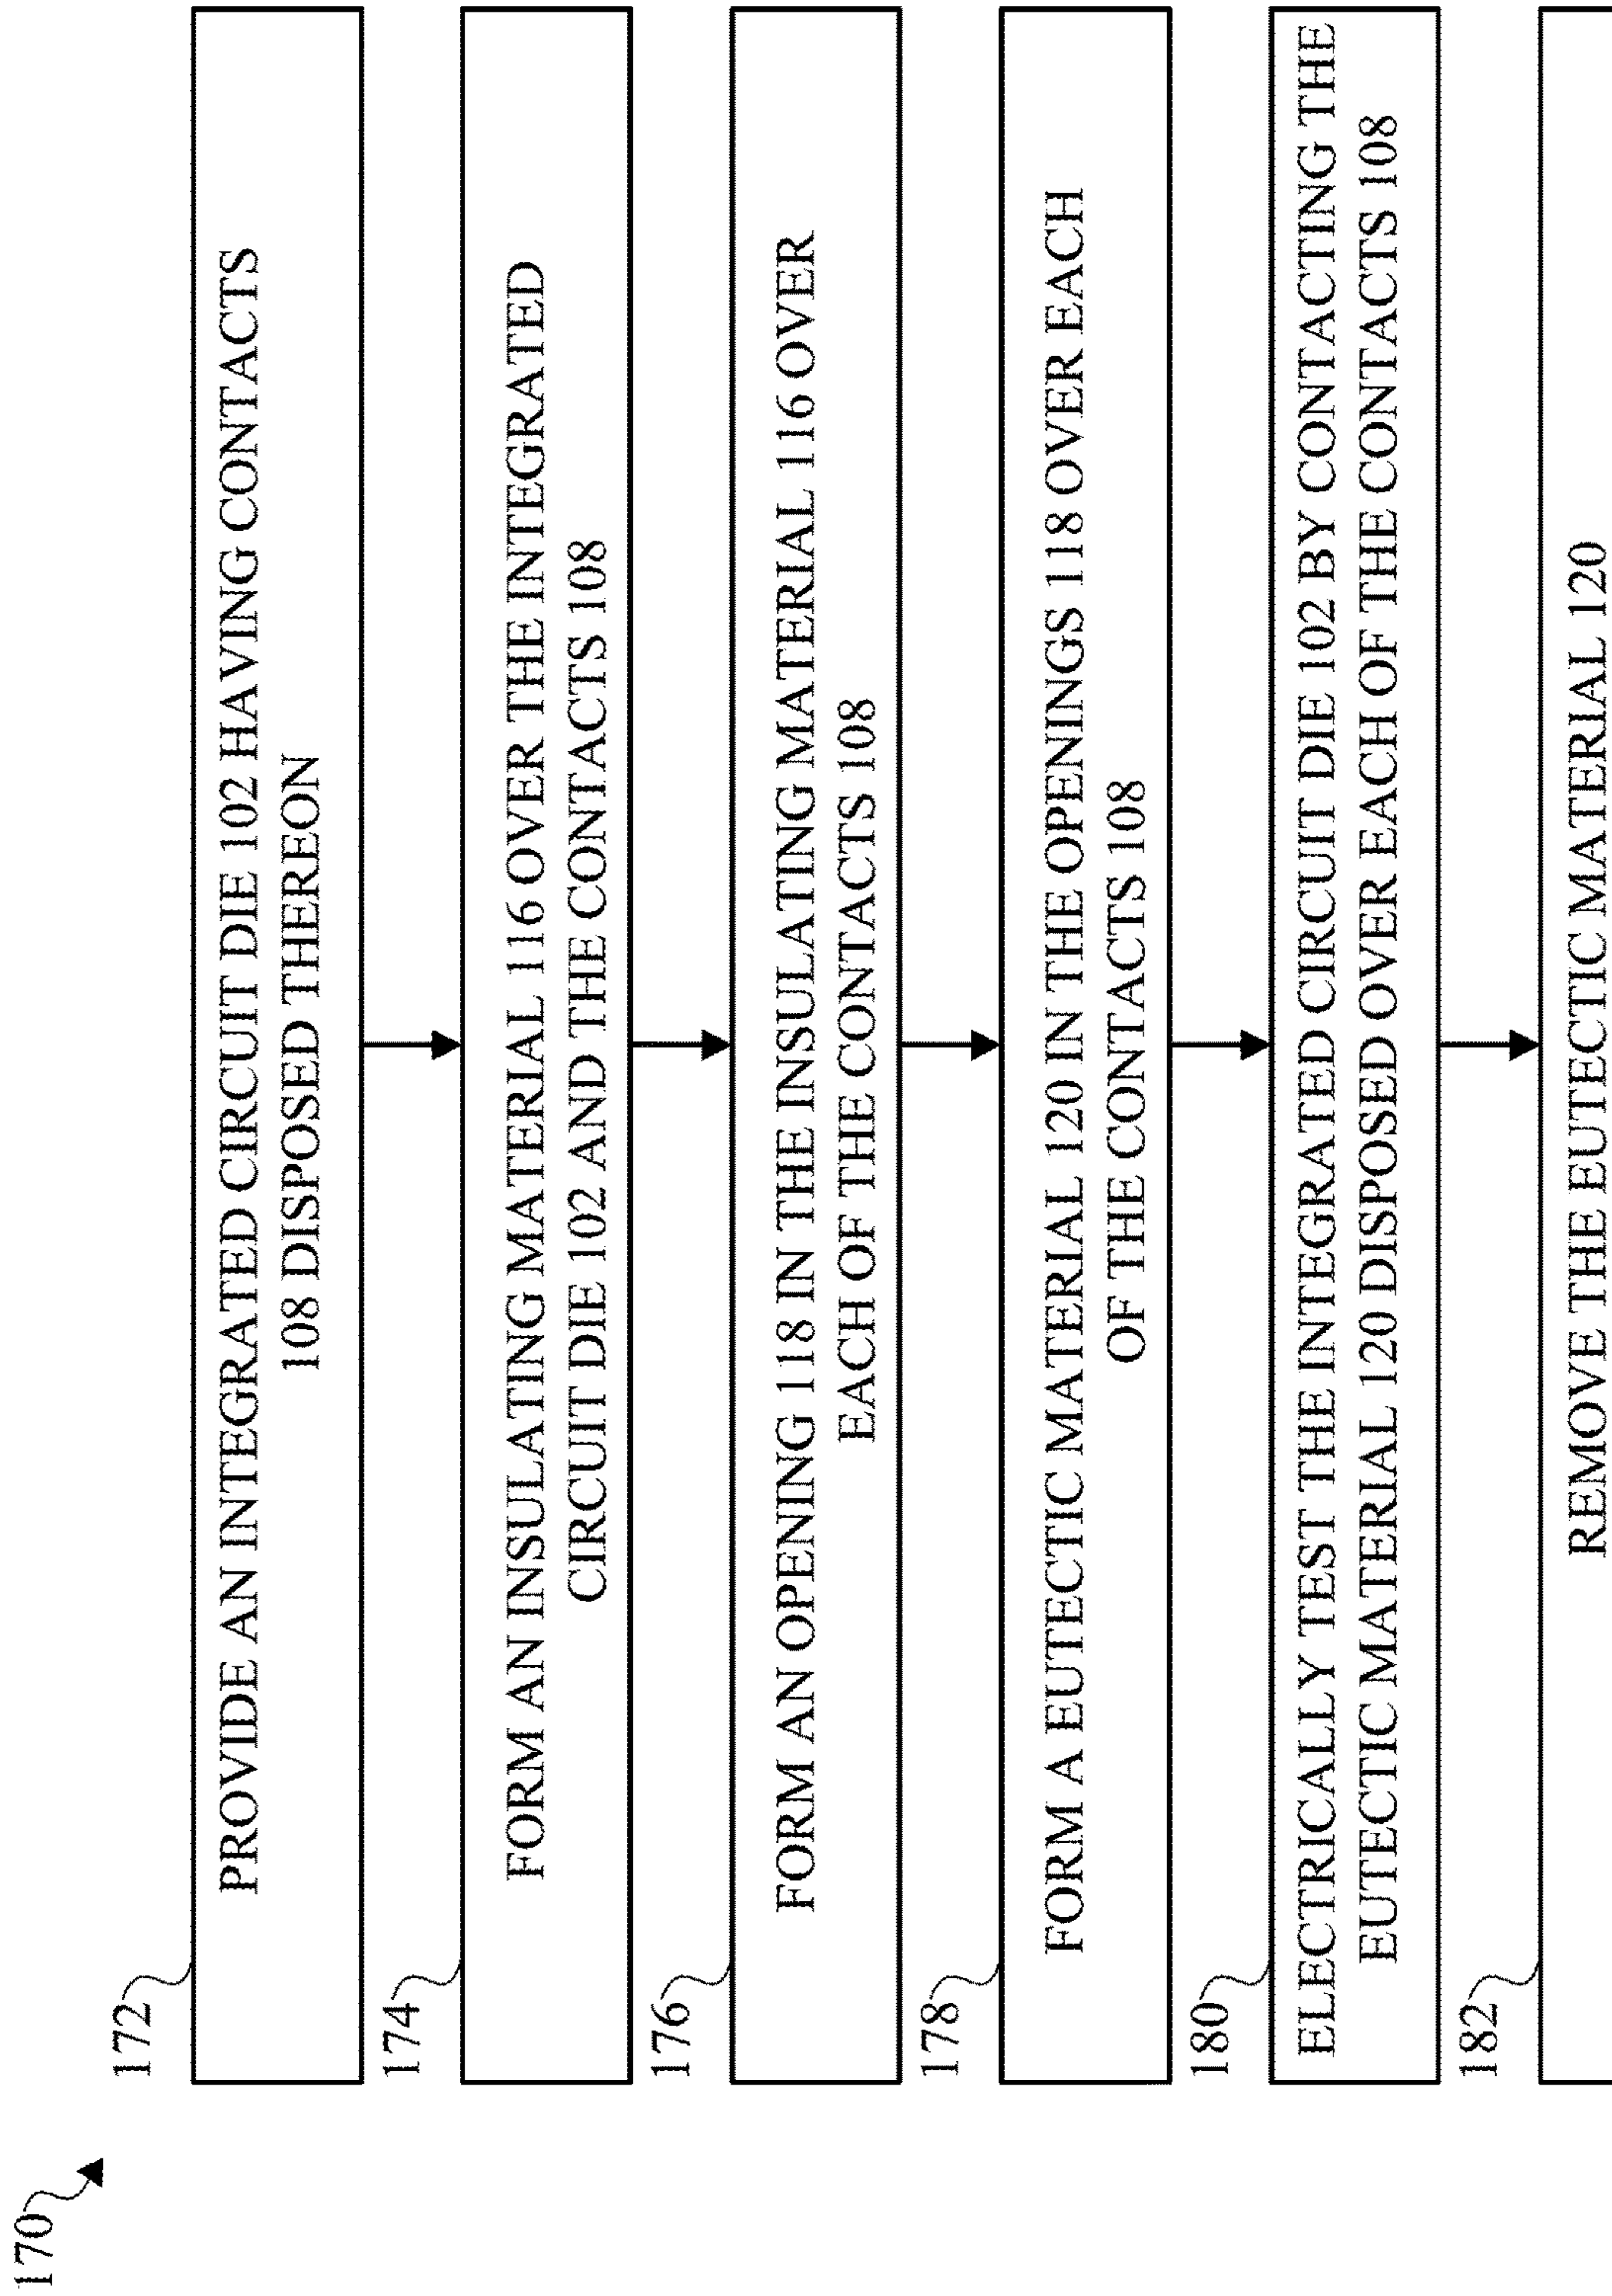 170
172
PROVIDE AN INTEGRATED CIRCUIT DIE 102 HAVING CONTACTS
108 DISPOSED THEREON
174
FORM AN INSULATING MATERIAL 116 OVER THE INTEGRATED
CIRCUIT DIE 102 AND THE CONTACTS 108
176
FORM AN OPENING 118 IN THE INSULATING MATERIAL 116 OVER
EACH OF THE CONTACTS 108
178
FORM A EUTECTIC MATERIAL 120 IN THE OPENINGS 118 OVER EACH
OF THE CONTACTS 108
180
ELECTRICALLY TEST THE INTEGRATED CIRCUIT DIE 102 BY CONTACTING THE
EUTECTIC MATERIAL 120 DISPOSED OVER EACH OF THE CONTACTS 108
182
REMOVE THE EUTECTIC MATERIAL 120